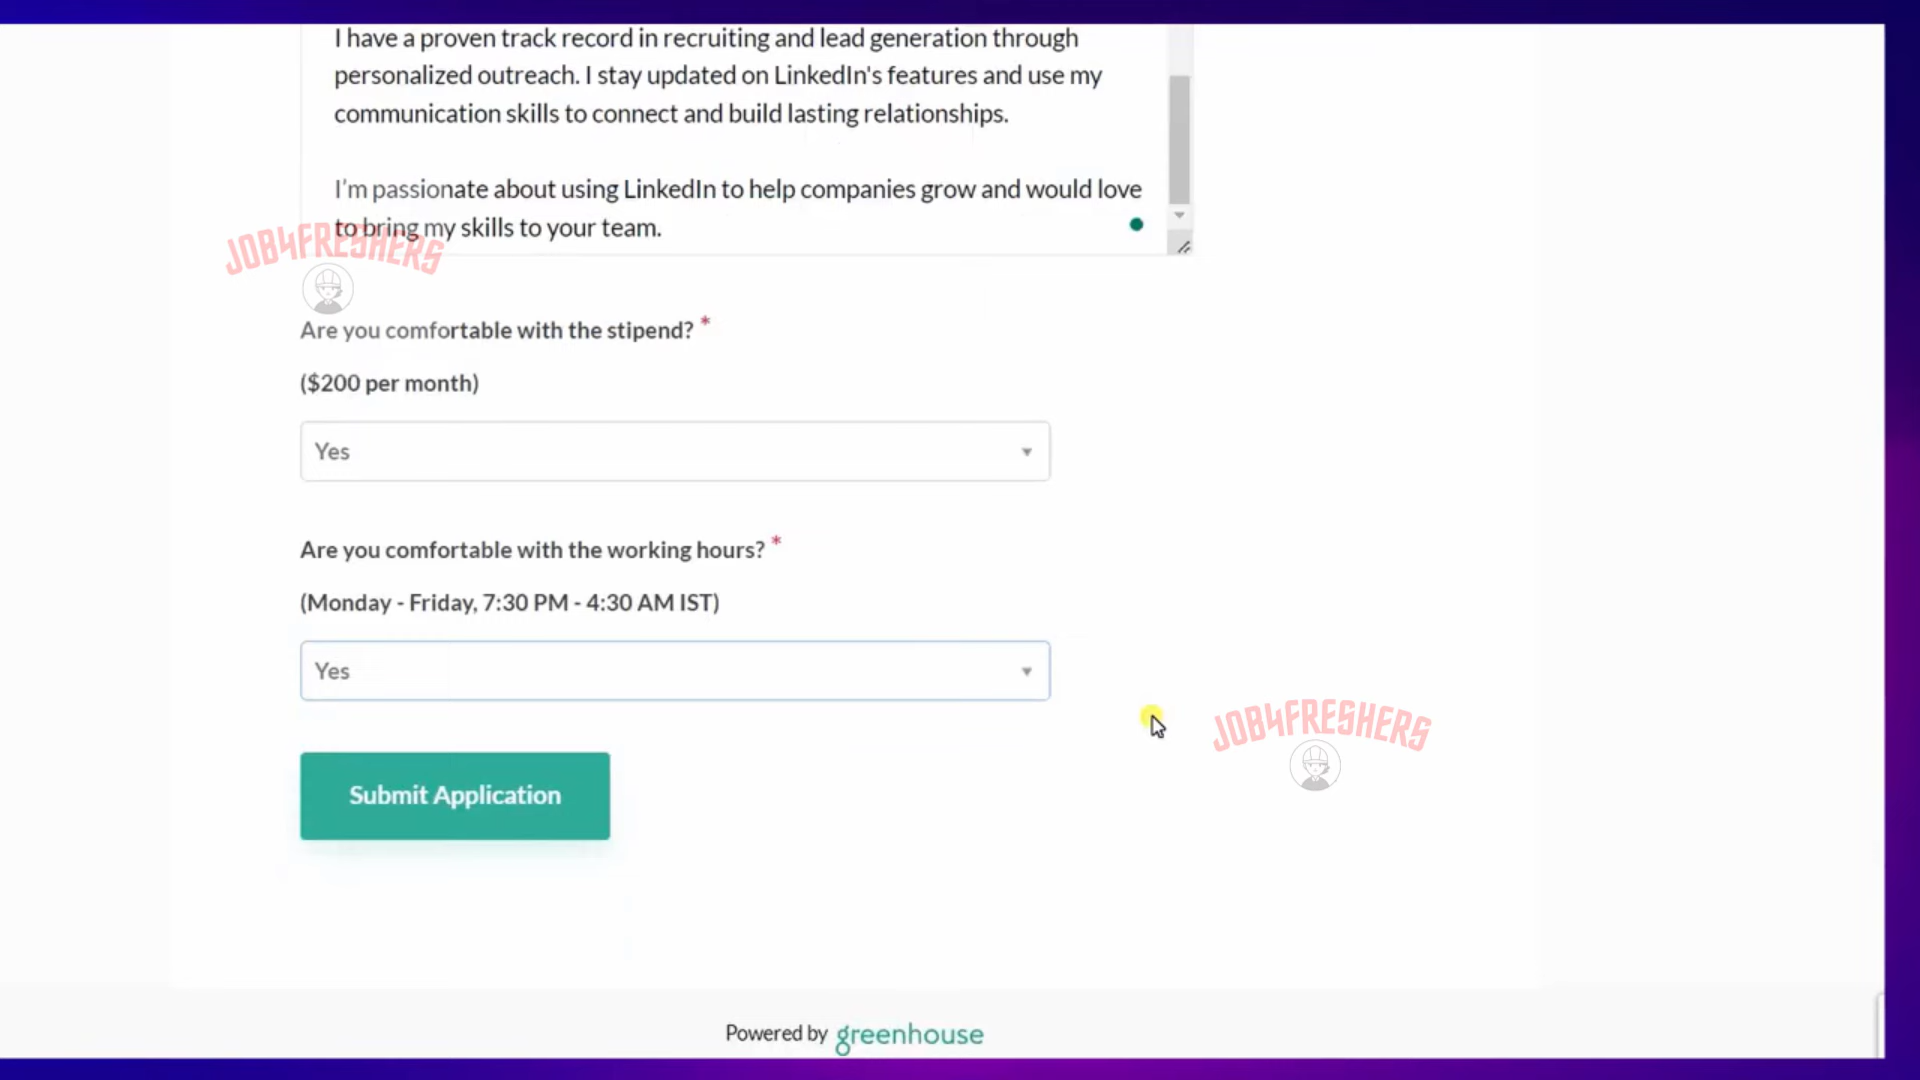 I have a proven track record in recruiting and lead generation through
personalized outreach. I stay updated on LinkedIn's features and use my
communication skills to connect and build lasting relationships.
I'm passionate about using LinkedIn to help companies grow and would love
to bring my skills to your team.
JOB4FRESHERS
Are you comfortable with the stipend? *
($200 per month)
Yes
Are you comfortable with the working hours? *
(Monday - Friday, 7:30 PM - 4:30 AM IST)
Yes
JOB4FRESHERS
Submit Application
Powered by greenhouse